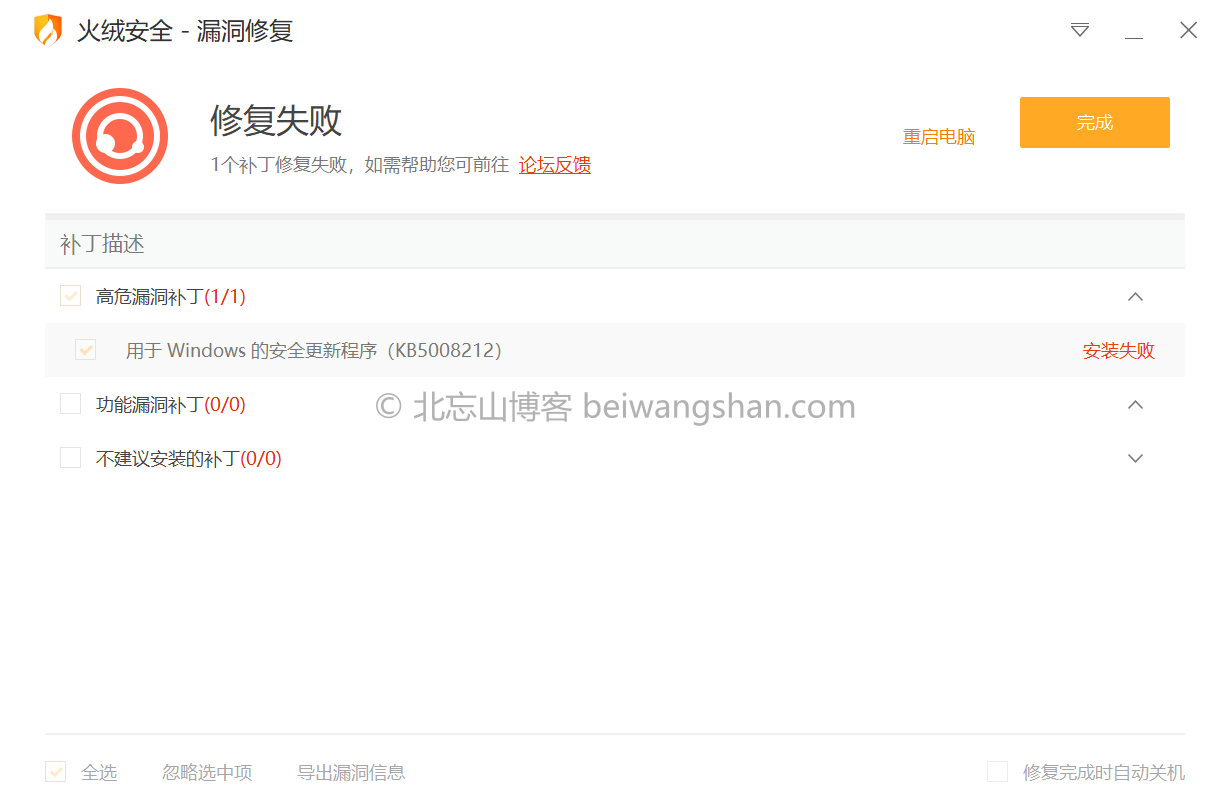 火绒安全 - 漏洞修复
修复失败
1个补丁修复失败，如需帮助您可前往 论坛反馈
重启电脑
完成
补丁描述
高危漏洞补丁(1/1)
用于 Windows 的安全更新程序（KB5008212） 安装失败
功能漏洞补丁(0/0)
© 北忘山博客 beiwangshan.com
不建议安装的补丁(0/0)
全选 忽略选中项 导出漏洞信息 修复完成时自动关机